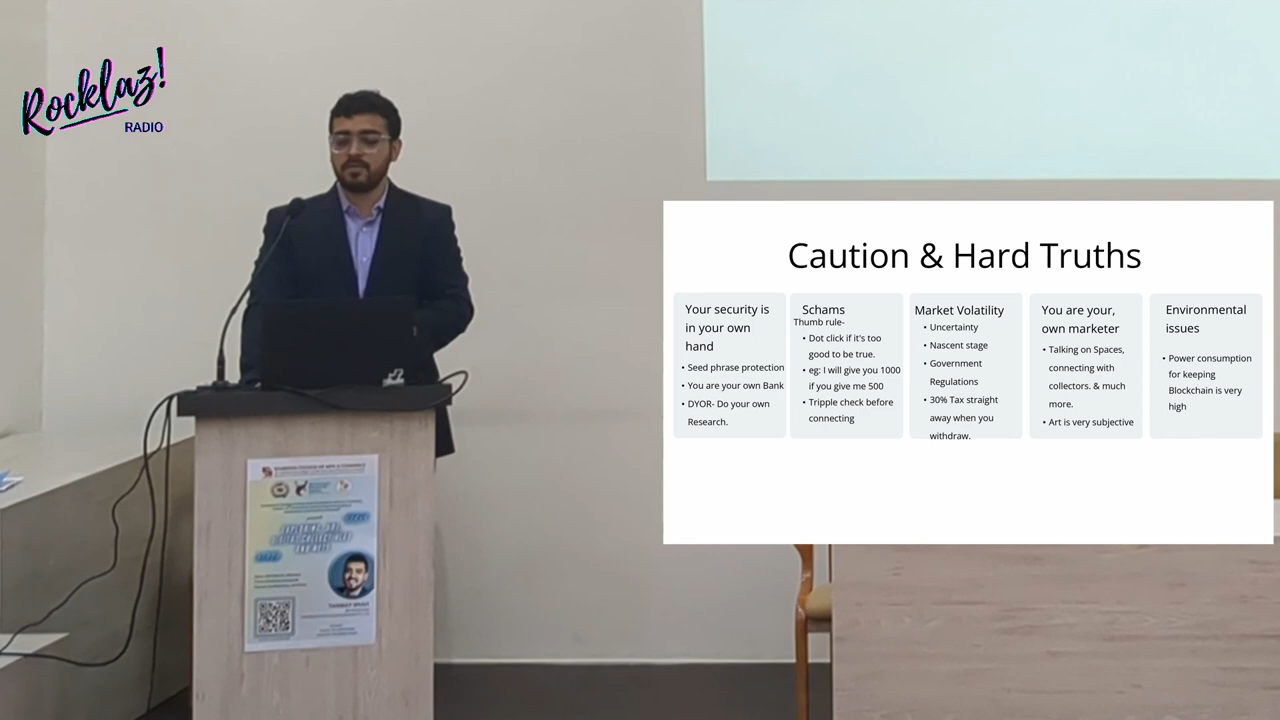 Rocklaz!
RADIO
Caution & Hard Truths
Your security is
in your own
hand
• Seed phrase protection
• You are your own Bank
• DYOR- Do your own
Research.
Schams
Thumb rule-
• Dot click if it's too
good to be true.
• eg: I will give you 1000
if you give me 500
• Tripple check before
connecting
Market Volatility
• Uncertainty
• Nascent stage
• Government
Regulations
• 30% Tax straight
away when you
withdraw.
You are your,
own marketer
• Talking on Spaces,
connecting with
collectors. & much
more.
• Art is very subjective
Environmental
issues
• Power consumption
for keeping
Blockchain is very
high